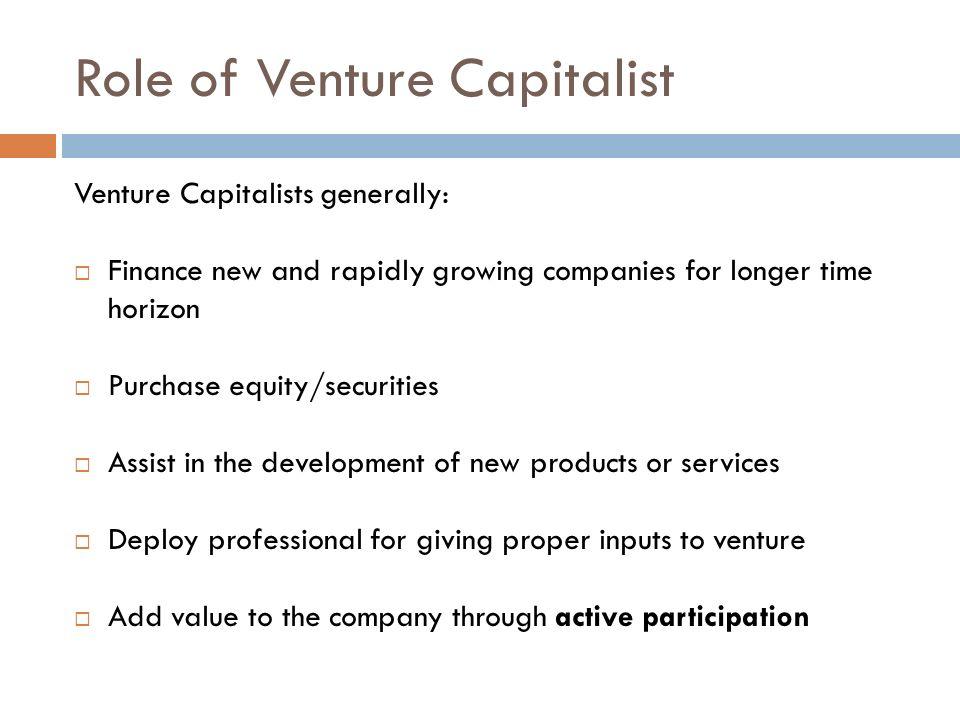 Role of Venture Capitalist
Venture Capitalists generally:
Finance new and rapidly growing companies for longer time
horizon
Purchase equity/securities
Assist in the development of new products or services
Deploy professional for giving proper inputs to venture
Add value to the company through active participation